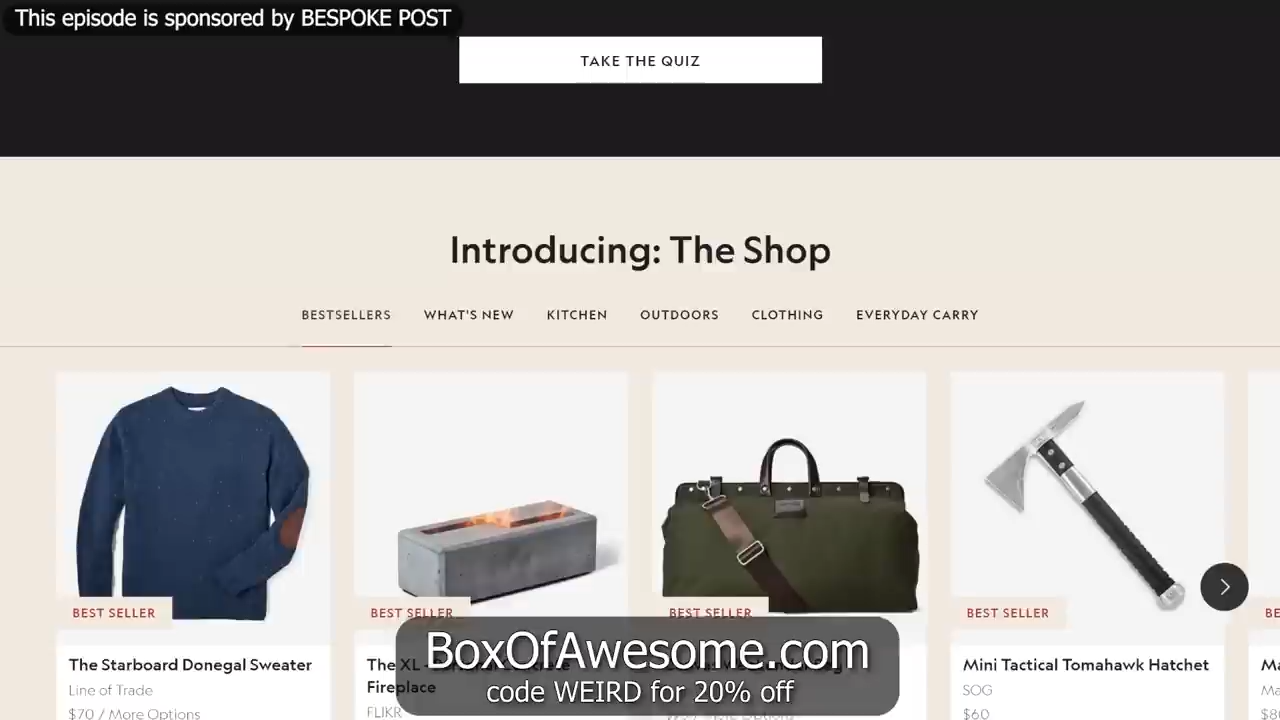 This episode is sponsored by BESPOKE POST
TAKE THE QUIZ
Introducing: The Shop
BESTSELLERS WHAT'S NEW KITCHEN OUTDOORS CLOTHING EVERYDAY CARRY
BEST SELLER BEST SELLER BEST SELLER BEST SELLER
The Starboard Donegal Sweater
Line of Trade
$70 / More Options
The XL
Fireplace
FLIKR
Mini Tactical Tomahawk Hatchet
SOG
$60
BoxOfAwesome.com
code WEIRD for 20% off